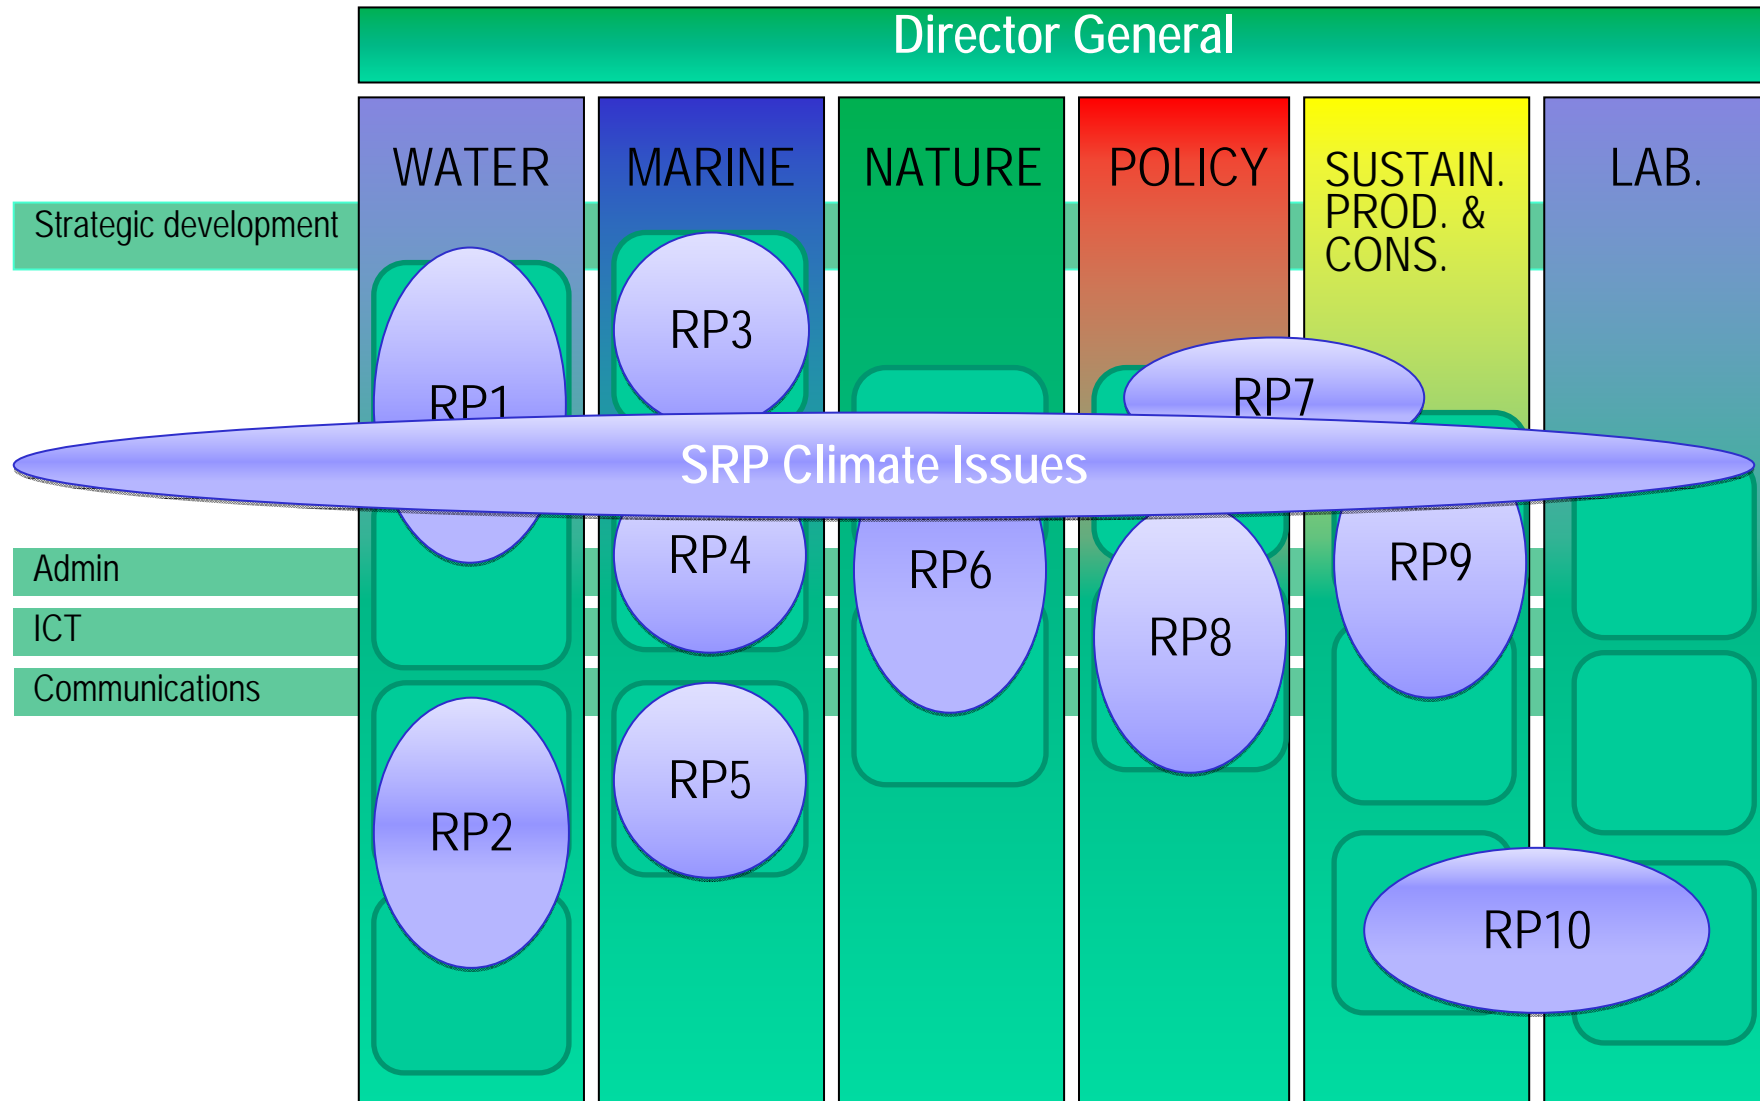 Director General
WATER
MARINE
NATURE
POLICY
SUSTAIN.
PROD. &
CONS.
LAB.
Strategic development
RP3
RP1
RP7
SRP Climate Issues
RP4
RP6
RP9
Admin
ICT
RP8
Communications
RP5
RP2
RP10